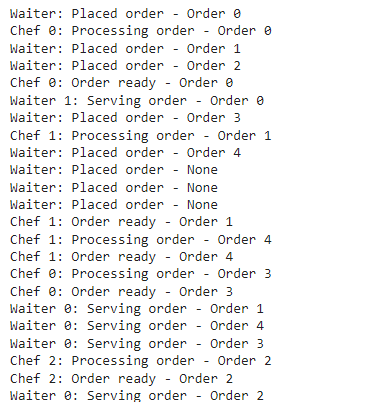 Waiter: Placed order - Order 0
Chef 0: Processing order - Order 0
Waiter: Placed order - Order 1
Waiter: Placed order - Order 2
Chef 0: Order ready - Order 0
Waiter 1: Serving order - Order 0
Waiter: Placed order - Order 3
Chef 1: Processing order - Order 1
Waiter: Placed order - Order 4
Waiter: Placed order - None
Waiter: Placed order - None
Waiter: Placed order - None
Chef 1: Order ready - Order 1
Chef 1: Processing order - Order 4
Chef 1: Order ready - Order 4
Chef 0: Processing order - Order 3
Chef 0: Order ready - Order 3
Waiter 0: Serving order - Order 1
Waiter 0: Serving order - Order 4
Waiter 0: Serving order - Order 3
Chef 2: Processing order - Order 2
Chef 2: Order ready - Order 2
Waiter 0: Serving order - Order 2